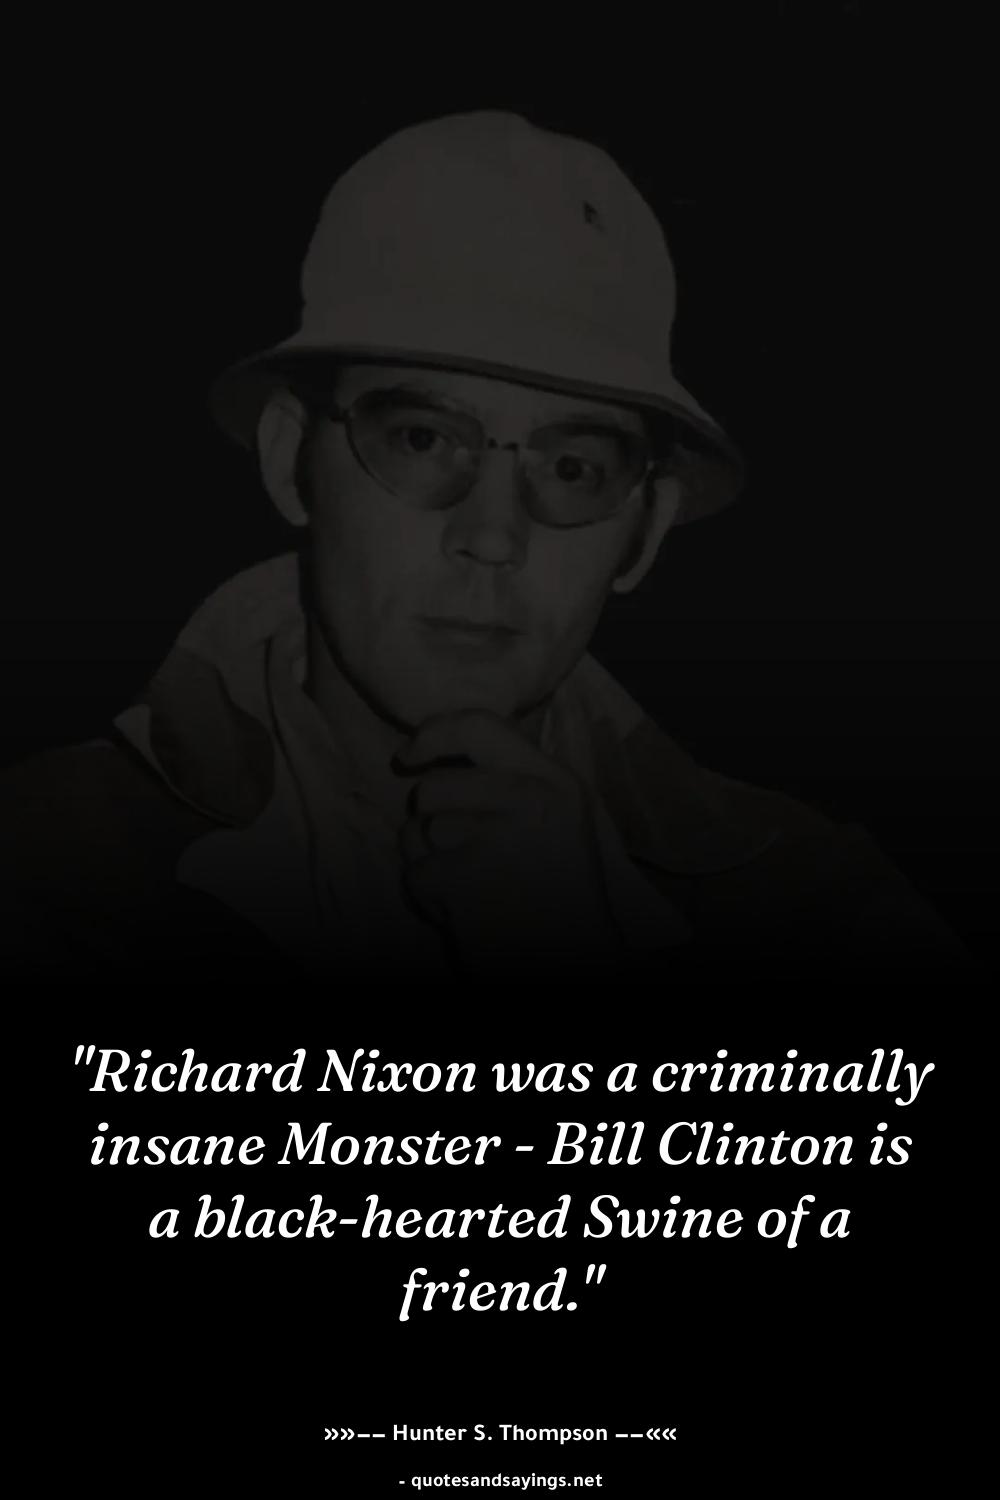 "Richard Nixon was a criminally
insane Monster - Bill Clinton is
a black-hearted Swine of a
friend."
»»−− Hunter S. Thompson −−««
- quotesandsayings.net